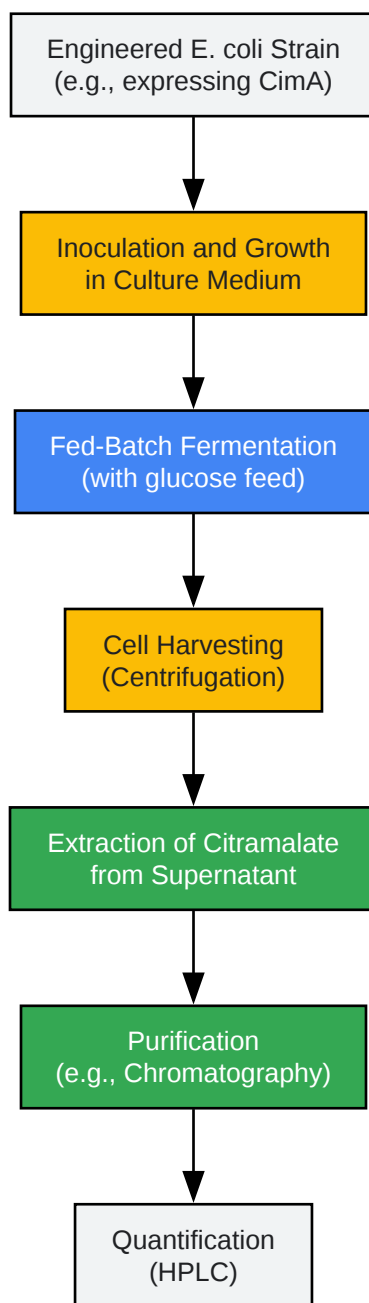 Engineered E. coli Strain
(e.g., expressing CimA)
Inoculation and Growth
in Culture Medium
Fed-Batch Fermentation
(with glucose feed)
Cell Harvesting
(Centrifugation)
Extraction of Citramalate
from Supernatant
Purification
(e.g., Chromatography)
Quantification
(HPLC)